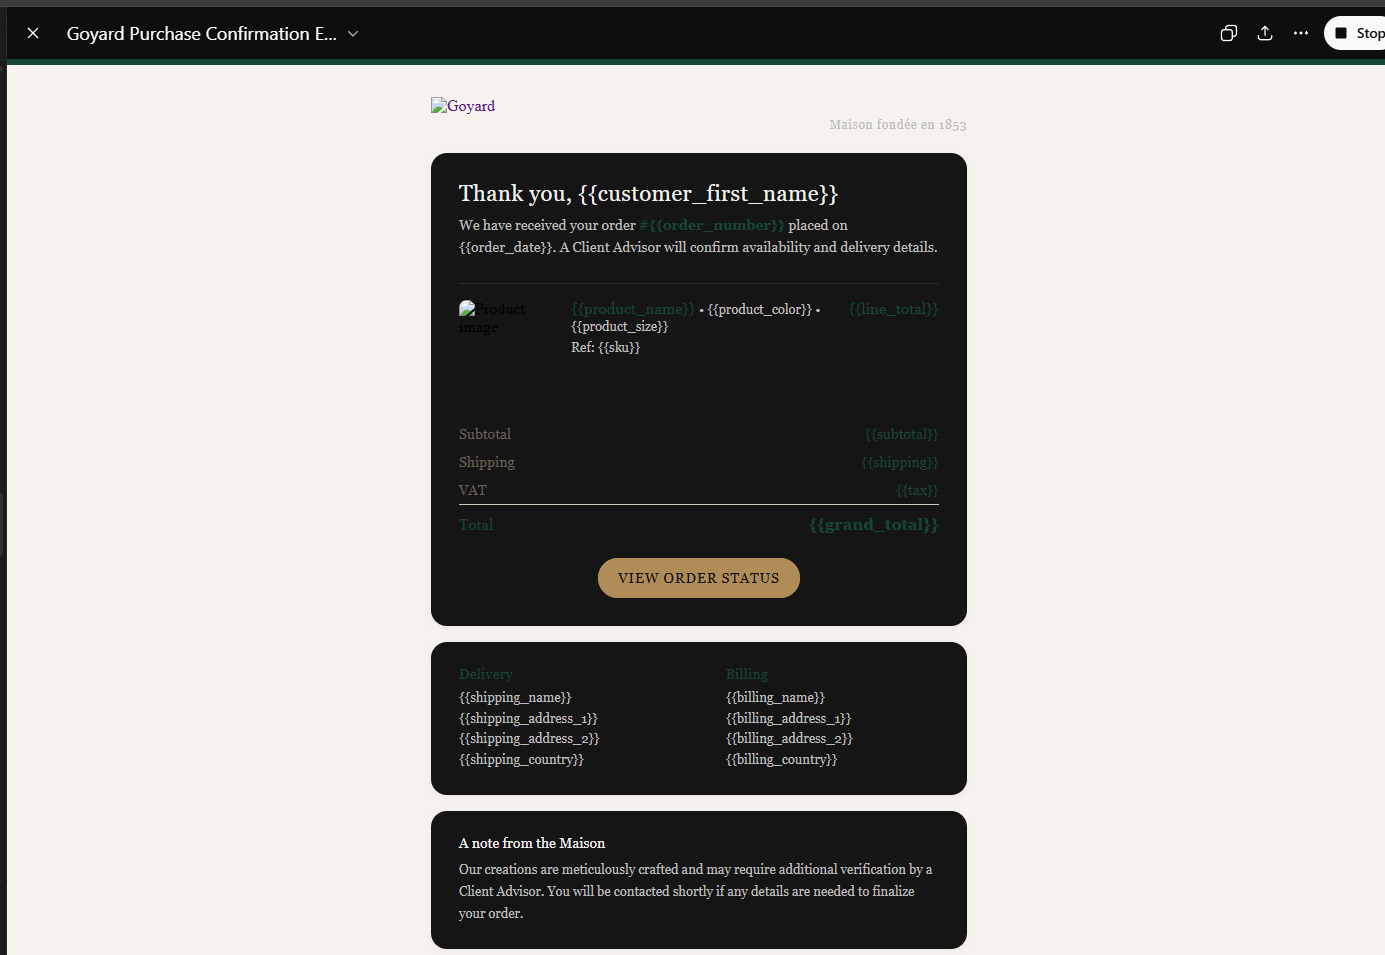 Goyard Purchase Confirmation E...
Stop
Goyard
Maison fondée en 1853
Thank you, {{customer_first_name}}
We have received your order #{{order_number}} placed on
{{order_date}}. A Client Advisor will confirm availability and delivery details.
Product
image
{{product_name}} • {{product_color}} •
{{product_size}}
Ref: {{sku}}
{{line_total}}
Subtotal {{subtotal}}
Shipping {{shipping}}
VAT {{tax}}
Total {{grand_total}}
VIEW ORDER STATUS
Delivery
{{shipping_name}}
{{shipping_address_1}}
{{shipping_address_2}}
{{shipping_country}}
Billing
{{billing_name}}
{{billing_address_1}}
{{billing_address_2}}
{{billing_country}}
A note from the Maison
Our creations are meticulously crafted and may require additional verification by a
Client Advisor. You will be contacted shortly if any details are needed to finalize
your order.